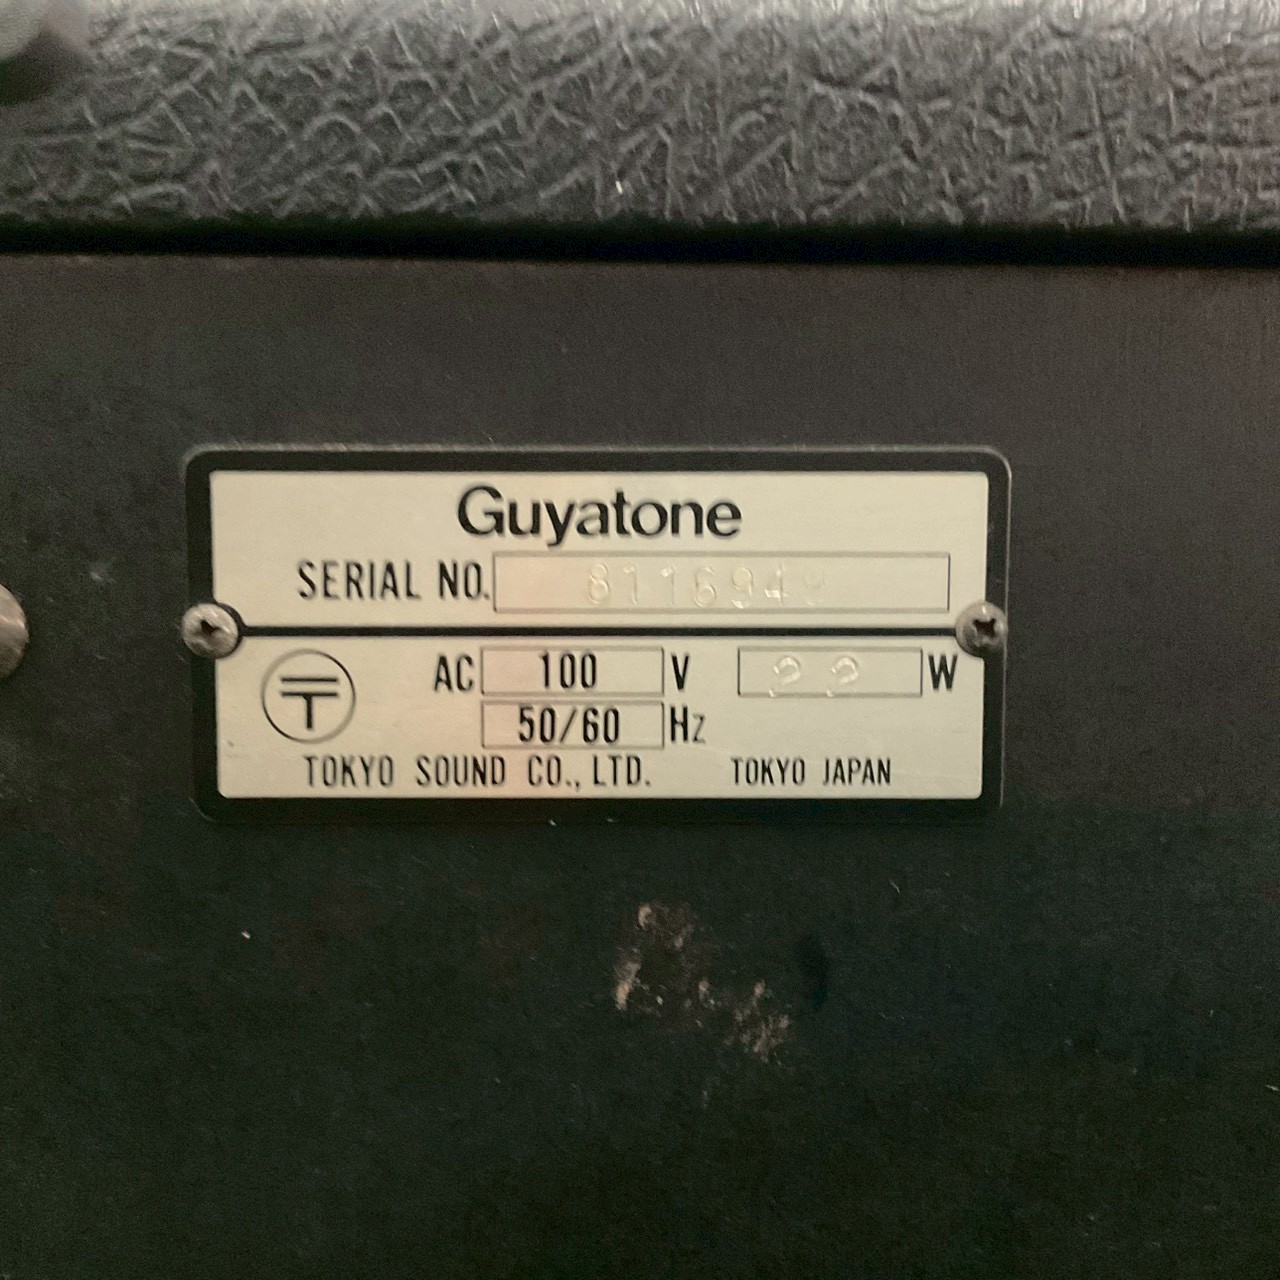 Guyatone
SERIAL NO.
AC 100 V W
50/60 Hz
TOKYO SOUND CO., LTD. TOKYO JAPAN